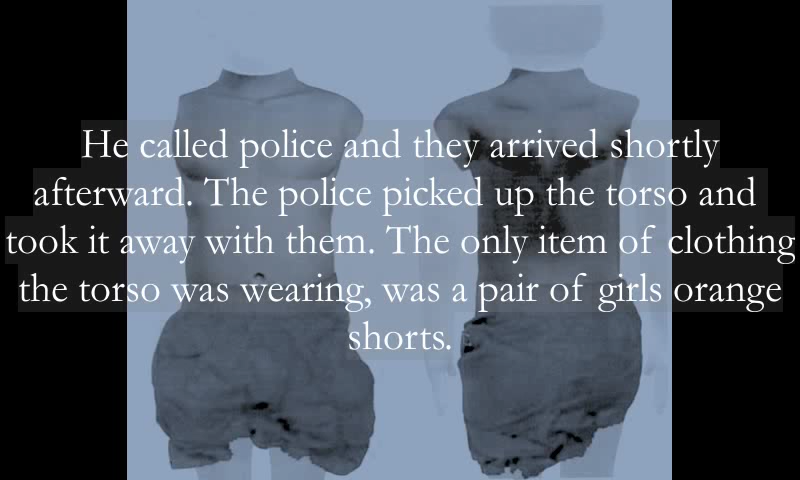 He called police and they arrived shortly
afterward. The police picked up the torso and
took it away with them. The only item of clothing
the torso was wearing, was a pair of girls orange
shorts.